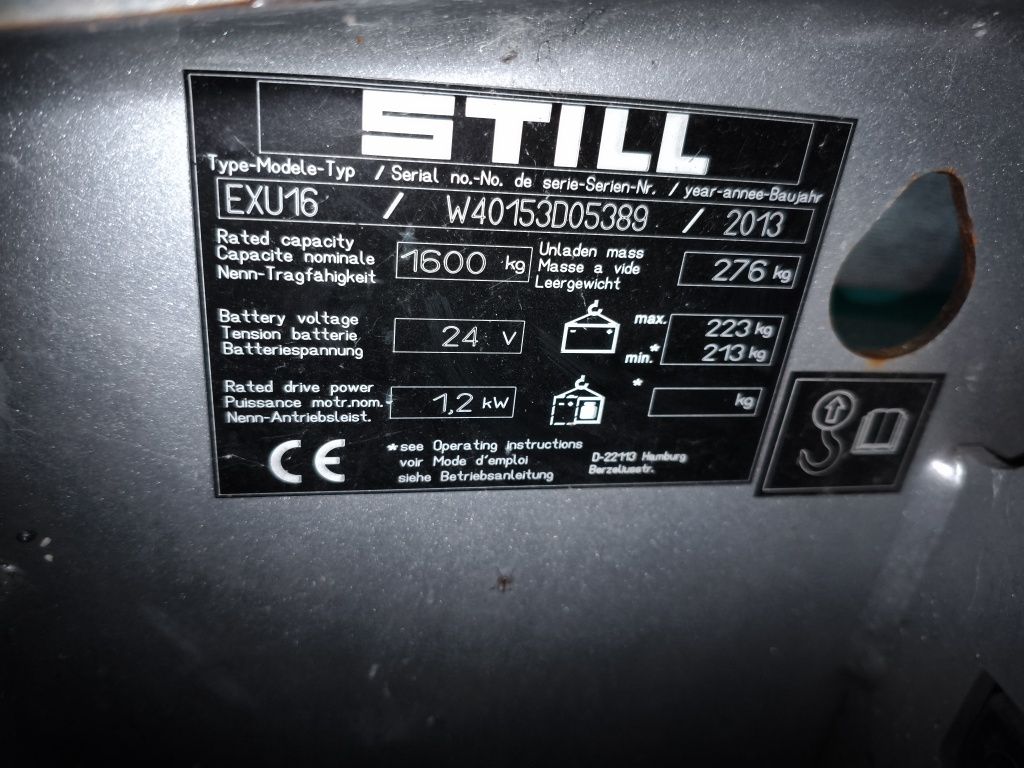 STILL
Type-Modele-Typ / Serial no.-No. de serie-Serien-Nr. / year-annee-Baujahr
EXU16 / W40153D05389 / 2013
Rated capacity
Capacite nominale
Nenn-Tragfähigkeit
1600 kg
Unladen mass
Masse a vide
Leergewicht
276 kg
Battery voltage
Tension batterie
Batteriespannung
24 V
max. 223 kg
min.* 213 kg
Rated drive power
Puissance motr.nom.
Nenn-Antriebsleist.
1,2 kW
* kg
CE
*see Operating instructions
voir Mode d'emploi
siehe Betriebsanleitung
D-22113 Hamburg
Berzeliusstr.